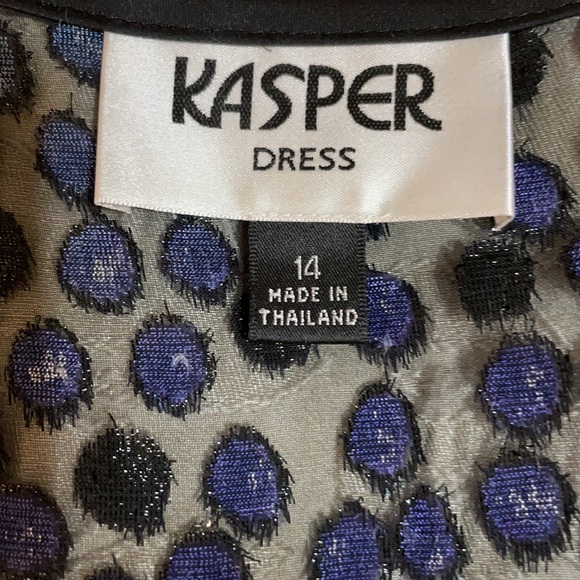 KASPER
DRESS
14
MADE IN
THAILAND